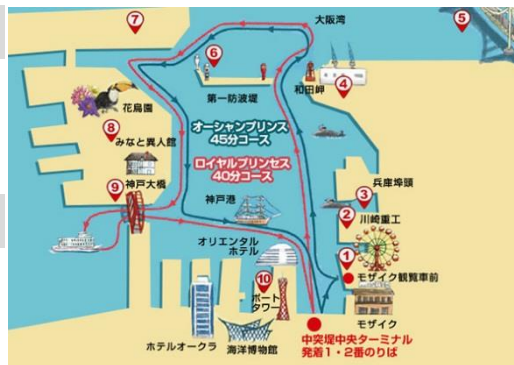 7
大阪湾
5
6
和田岬
4
第一防波堤
花鳥園
オーシャンプリンス
45分コース
8
みなと異人館
ロイヤルプリンセス
40分コース
兵庫埠頭
3
9
神戸大橋
神戸港
2
川崎重工
オリエンタル
ホテル
1
モザイク観覧車前
10
ポート
タワー
モザイク
ホテルオークラ
海洋博物館
中突堤中央ターミナル
発着1・2番のりば